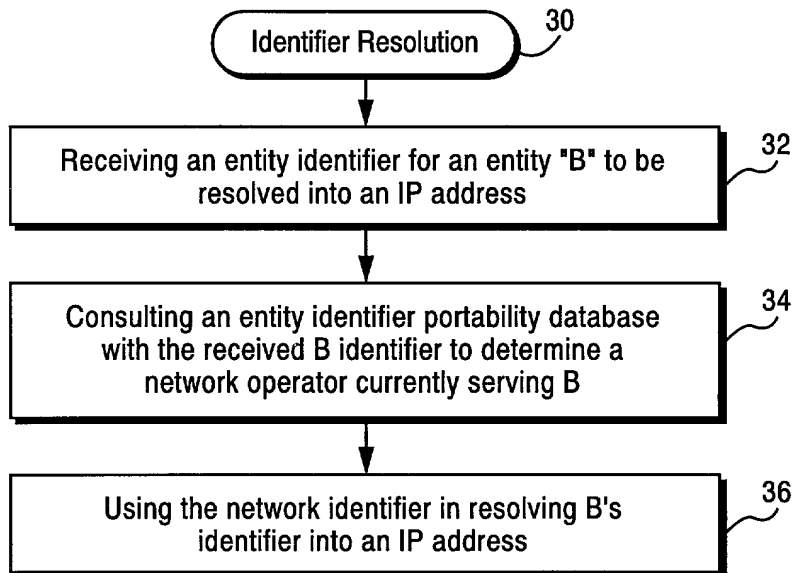 Identifier Resolution
30
Receiving an entity identifier for an entity "B" to be
resolved into an IP address
32
Consulting an entity identifier portability database
with the received B identifier to determine a
network operator currently serving B
34
Using the network identifier in resolving B's
identifier into an IP address
36